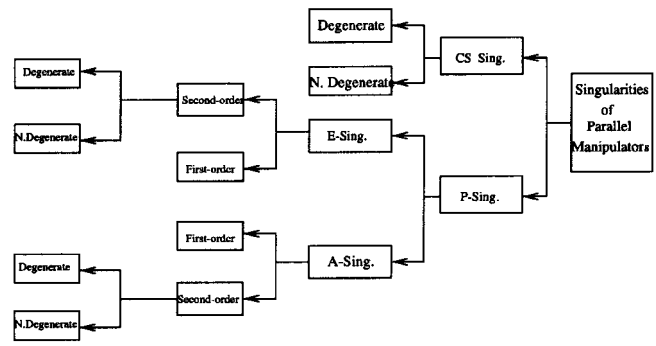 Degenerate
N. Degenerate
CS Sing.
Singularities
of
Parallel
Manipulators
Degenerate
N.Degenerate
Second-order
First-order
E-Sing.
P-Sing.
First-order
Second-order
A-Sing.
Degenerate
N.Degenerate